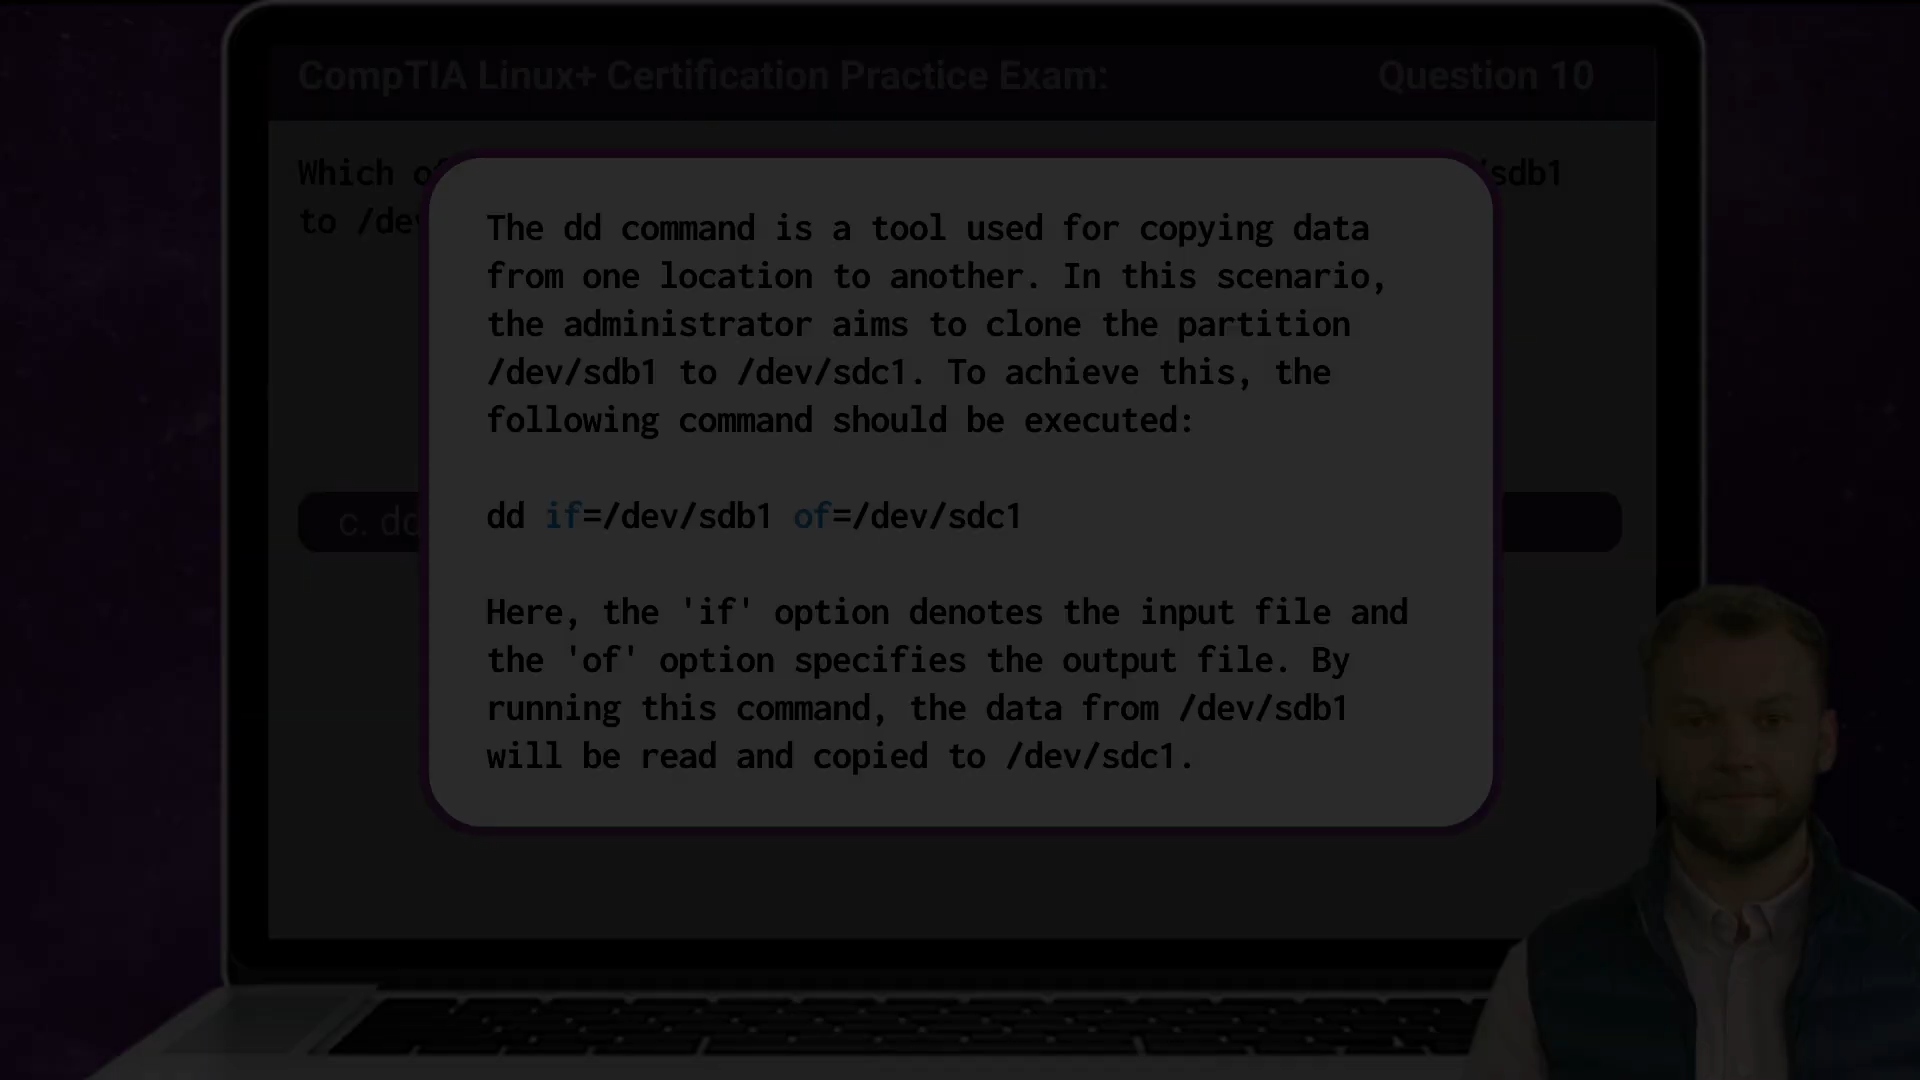 CompTIA Linux+ Certification Practice Exam: Question 10
Which
/sdb1
to
The dd command is a tool used for copying data
from one location to another. In this scenario,
the administrator aims to clone the partition
/dev/sdb1 to /dev/sdc1. To achieve this, the
following command should be executed:
dd if=/dev/sdb1 of=/dev/sdc1
c. dd
Here, the 'if' option denotes the input file and
the 'of' option specifies the output file. By
running this command, the data from /dev/sdb1
will be read and copied to /dev/sdc1.